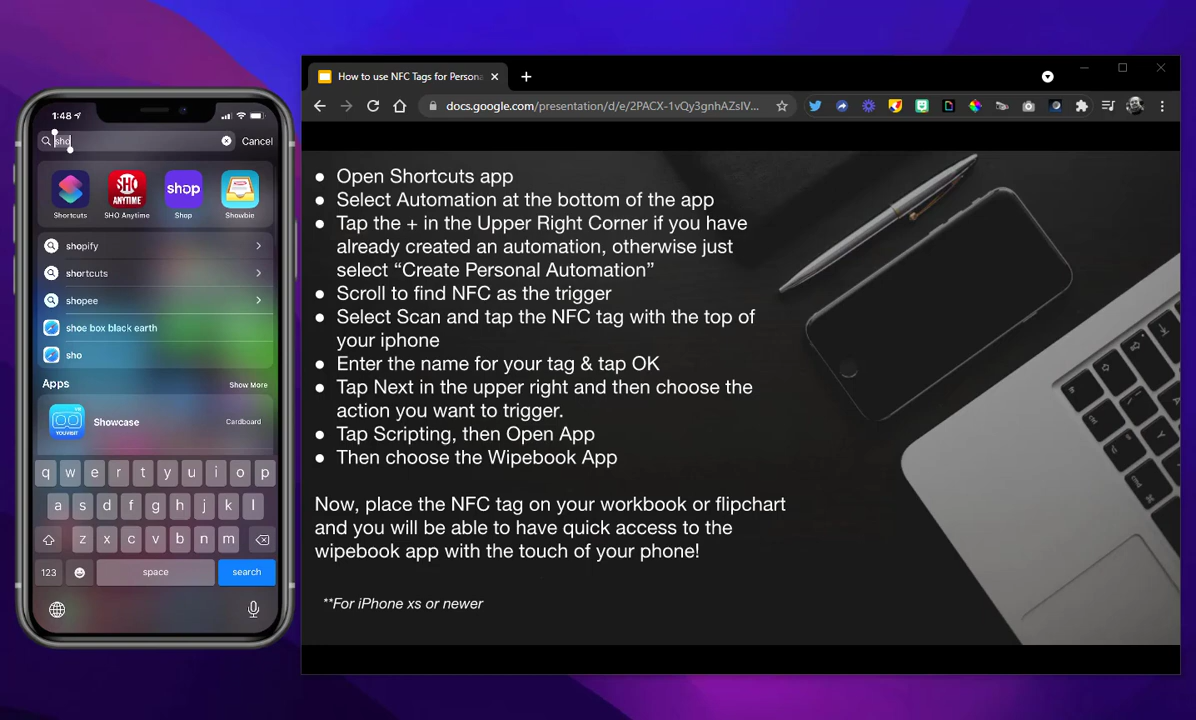 How to use NFC Tags for Persona
docs.google.com/presentation/d/e/2PACX-1vQy3gnhAZsIV...
1:48
sho
Cancel
SHO
ANYTIME
shop
Shortcuts
SHO Anytime
Shop
Showbie
shopify
shortcuts
shopee
shoe box black earth
sho
Apps
Show More
Showcase
Cardboard
q w e r t y u i o p
a s d f g h j k l
z x c v b n m
123
space
search
● Open Shortcuts app
● Select Automation at the bottom of the app
● Tap the + in the Upper Right Corner if you have
already created an automation, otherwise just
select “Create Personal Automation”
● Scroll to find NFC as the trigger
● Select Scan and tap the NFC tag with the top of
your iphone
● Enter the name for your tag & tap OK
● Tap Next in the upper right and then choose the
action you want to trigger.
● Tap Scripting, then Open App
● Then choose the Wipebook App
Now, place the NFC tag on your workbook or flipchart
and you will be able to have quick access to the
wipebook app with the touch of your phone!
**For iPhone xs or newer